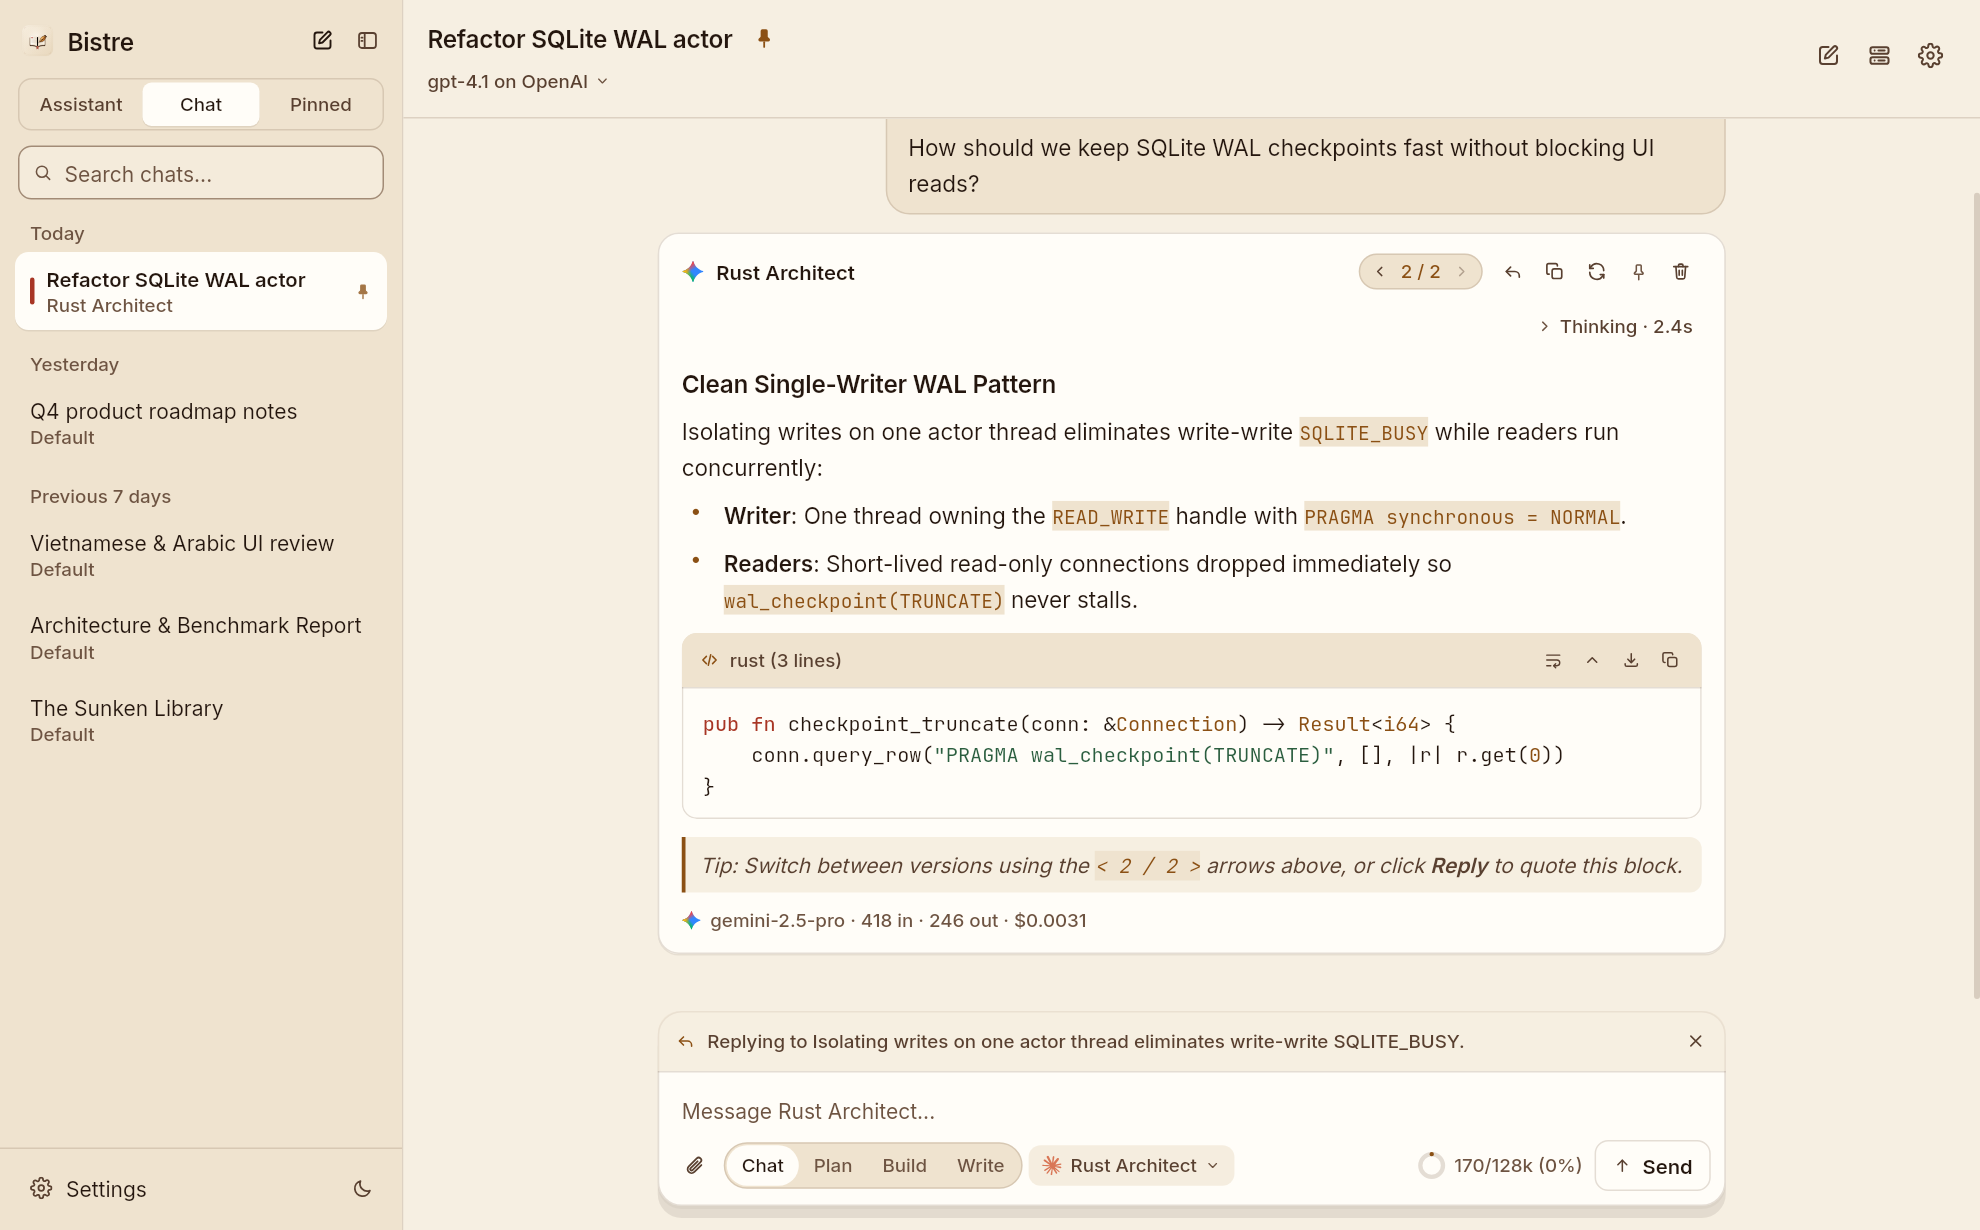 Bistre
Assistant
Chat
Pinned
Search chats...
Today
Refactor SQLite WAL actor
Rust Architect
Yesterday
Q4 product roadmap notes
Default
Previous 7 days
Vietnamese & Arabic UI review
Default
Architecture & Benchmark Report
Default
The Sunken Library
Default
Settings
Refactor SQLite WAL actor
gpt-4.1 on OpenAI
How should we keep SQLite WAL checkpoints fast without blocking UI
reads?
Rust Architect
2 / 2
Thinking · 2.4s
Clean Single-Writer WAL Pattern
Isolating writes on one actor thread eliminates write-write SQLITE_BUSY while readers run
concurrently:
• Writer: One thread owning the READ_WRITE handle with PRAGMA synchronous = NORMAL.
• Readers: Short-lived read-only connections dropped immediately so
wal_checkpoint(TRUNCATE) never stalls.
rust (3 lines)
pub fn checkpoint_truncate(conn: &Connection) -> Result<i64> {
    conn.query_row("PRAGMA wal_checkpoint(TRUNCATE)", [], |r| r.get(0))
}
Tip: Switch between versions using the < 2 / 2 > arrows above, or click Reply to quote this block.
gemini-2.5-pro · 418 in · 246 out · $0.0031
Replying to Isolating writes on one actor thread eliminates write-write SQLITE_BUSY.
Message Rust Architect...
Chat
Plan
Build
Write
Rust Architect
170/128k (0%)
Send